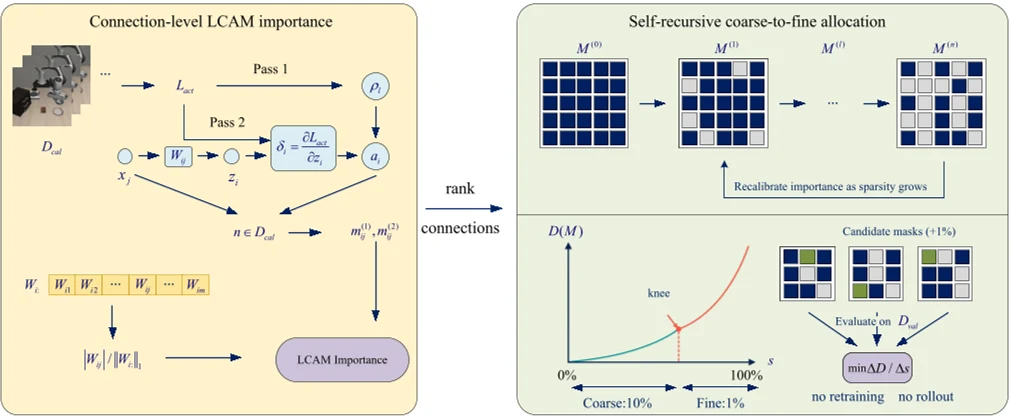 Connection-level LCAM importance
...
Pass 1
L_act
ρ_l
Pass 2
D_cal
W_ij
δ_i = ∂L_act / ∂z_i
a_i
x_j
z_i
n ∈ D_cal
m_ij^(1), m_ij^(2)
W_i:
W_i1 W_i2 ... W_ij ... W_im
|W_ij| / ||W_i:||_1
LCAM Importance
rank
connections
Self-recursive coarse-to-fine allocation
M^(0) M^(1) M^(l) M^(n)
...
Recalibrate importance as sparsity grows
D(M)
knee
0% 100% s
Coarse:10% Fine:1%
Candidate masks (+1%)
Evaluate on D_val
min ΔD / Δs
no retraining no rollout